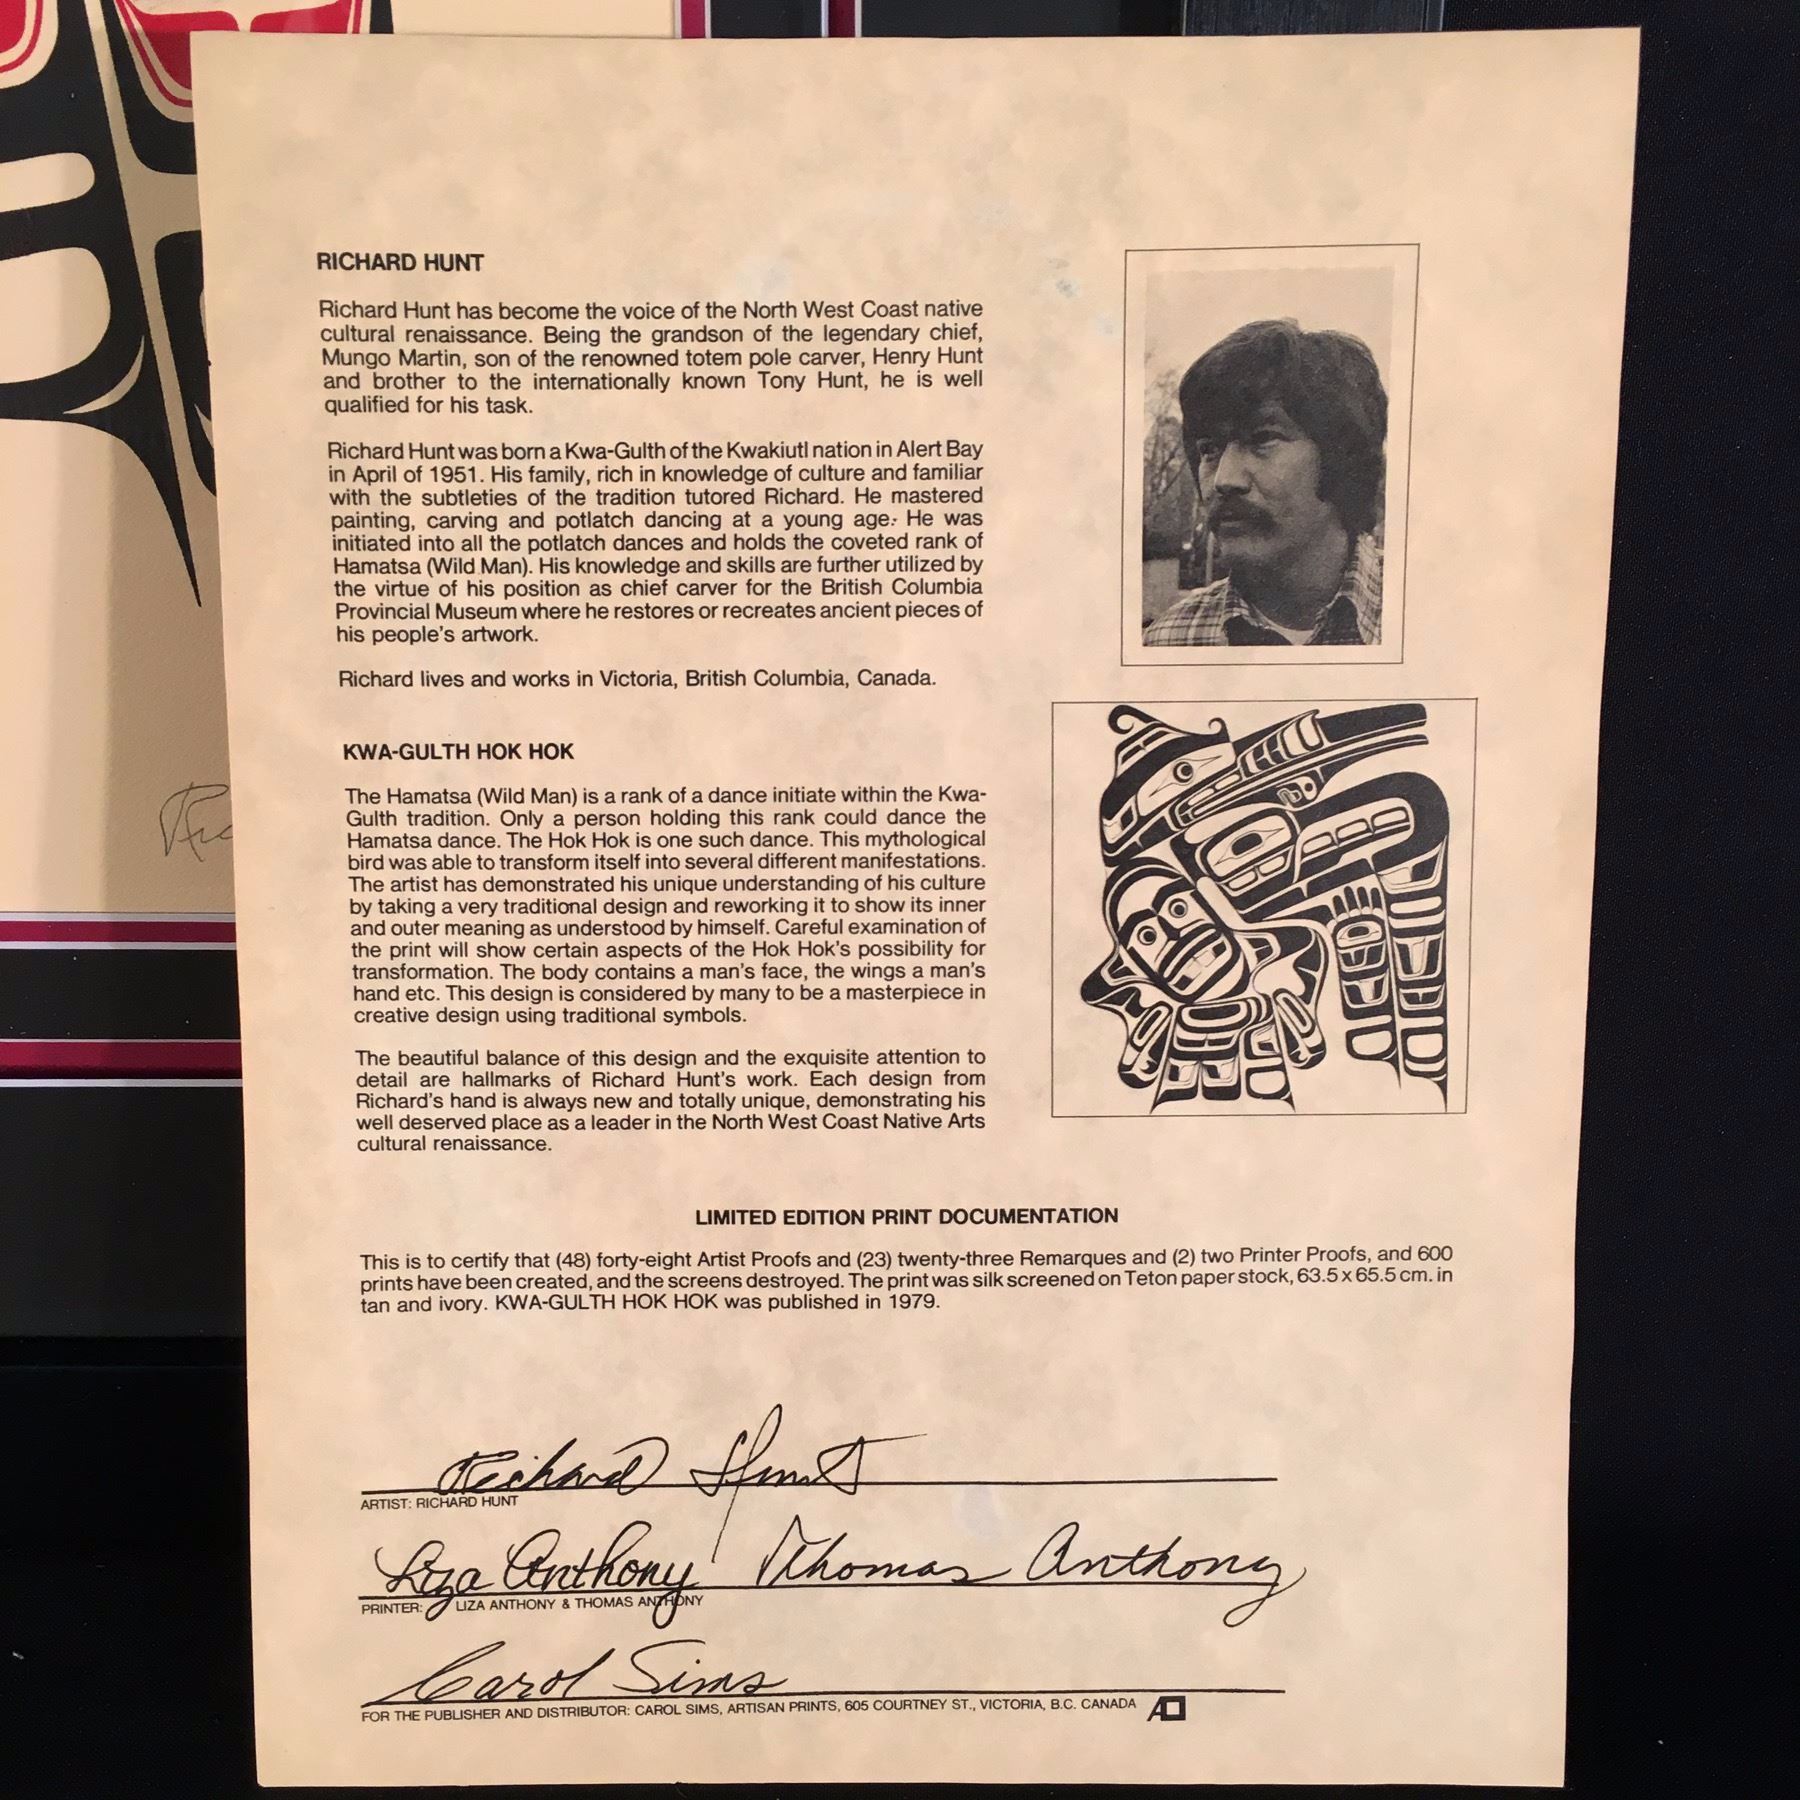 RICHARD HUNT
Richard Hunt has become the voice of the North West Coast native
cultural renaissance. Being the grandson of the legendary chief,
Mungo Martin, son of the renowned totem pole carver, Henry Hunt
and brother to the internationally known Tony Hunt, he is well
qualified for his task.
Richard Hunt was born a Kwa-Gulth of the Kwakiutl nation in Alert Bay
in April of 1951. His family, rich in knowledge of culture and familiar
with the subtleties of the tradition tutored Richard. He mastered
painting, carving and potlatch dancing at a young age. He was
initiated into all the potlatch dances and holds the coveted rank of
Hamatsa (Wild Man). His knowledge and skills are further utilized by
the virtue of his position as chief carver for the British Columbia
Provincial Museum where he restores or recreates ancient pieces of
his people's artwork.
Richard lives and works in Victoria, British Columbia, Canada.
KWA-GULTH HOK HOK
The Hamatsa (Wild Man) is a rank of a dance initiate within the Kwa-
Gulth tradition. Only a person holding this rank could dance the
Hamatsa dance. The Hok Hok is one such dance. This mythological
bird was able to transform itself into several different manifestations.
The artist has demonstrated his unique understanding of his culture
by taking a very traditional design and reworking it to show its inner
and outer meaning as understood by himself. Careful examination of
the print will show certain aspects of the Hok Hok's possibility for
transformation. The body contains a man's face, the wings a man's
hand etc. This design is considered by many to be a masterpiece in
creative design using traditional symbols.
The beautiful balance of this design and the exquisite attention to
detail are hallmarks of Richard Hunt's work. Each design from
Richard's hand is always new and totally unique, demonstrating his
well deserved place as a leader in the North West Coast Native Arts
cultural renaissance.
LIMITED EDITION PRINT DOCUMENTATION
This is to certify that (48) forty-eight Artist Proofs and (23) twenty-three Remarques and (2) two Printer Proofs, and 600
prints have been created, and the screens destroyed. The print was silk screened on Teton paper stock, 63.5 x 65.5 cm. in
tan and ivory. KWA-GULTH HOK HOK was published in 1979.
Richard Hunt
ARTIST: RICHARD HUNT
Liza Anthony Thomas Anthony
PRINTER: LIZA ANTHONY & THOMAS ANTHONY
Carol Sims
FOR THE PUBLISHER AND DISTRIBUTOR: CAROL SIMS, ARTISAN PRINTS, 605 COURTNEY ST., VICTORIA, B.C. CANADA